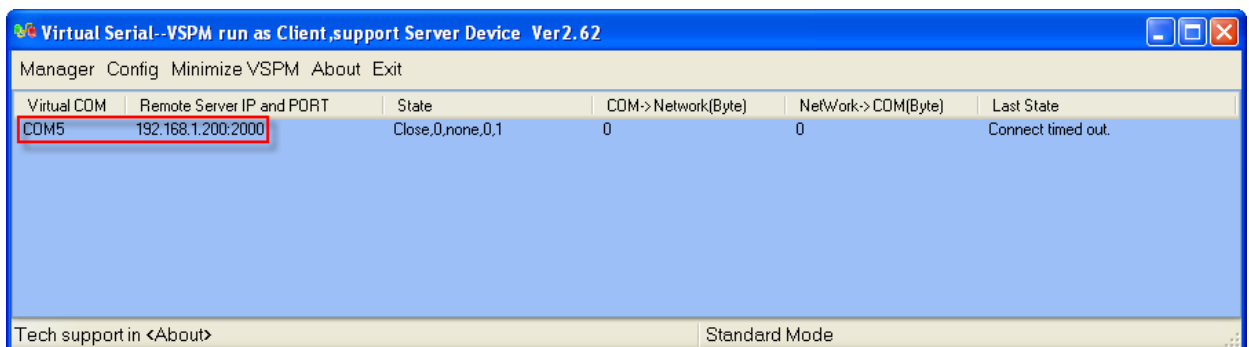 Virtual Serial--VSPM run as Client,support Server Device Ver2.62
Manager Config Minimize VSPM About Exit
Virtual COM Remote Server IP and PORT State COM->Network(Byte) NetWork->COM(Byte) Last State
COM5 192.168.1.200:2000 Close,0,none,0,1 0 0 Connect timed out.
Tech support in <About> Standard Mode